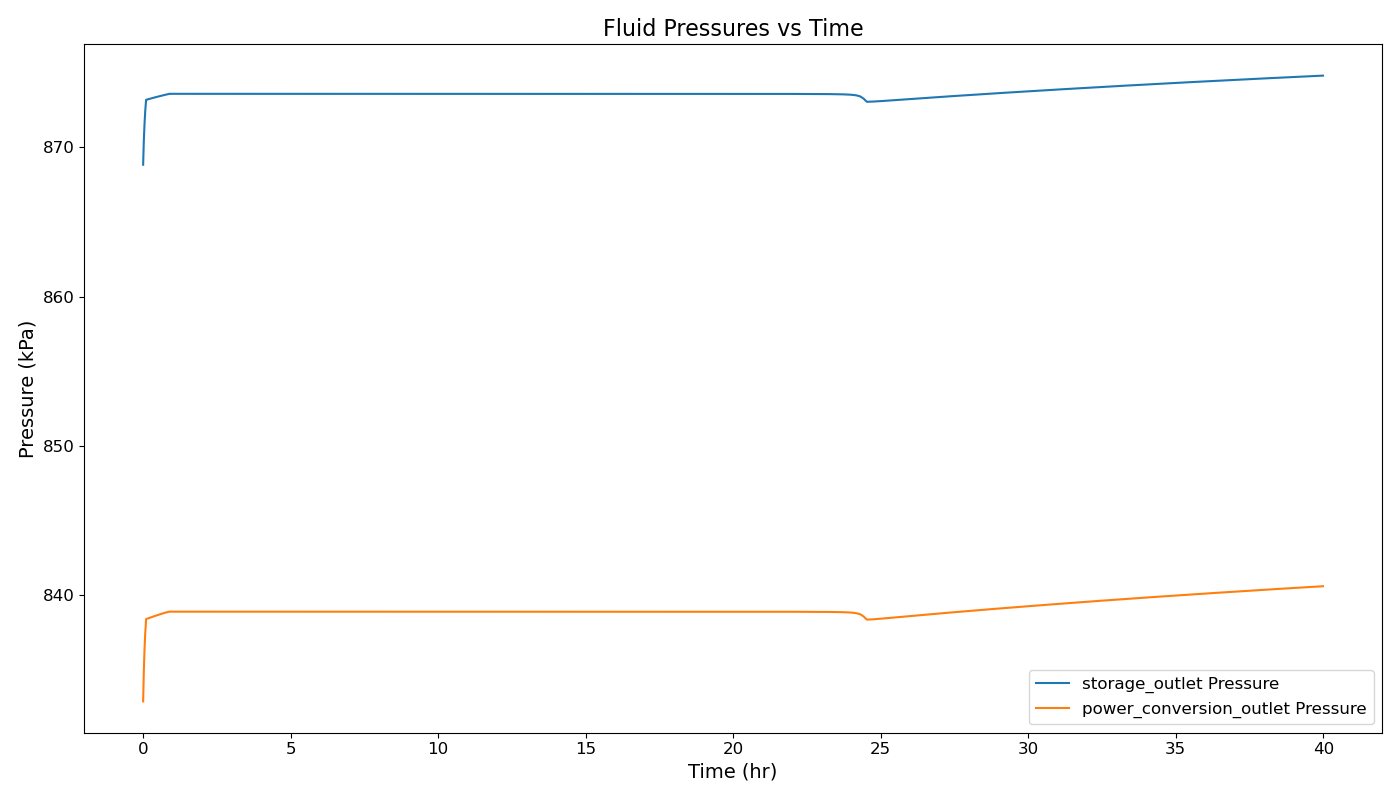 Fluid Pressures vs Time
Pressure (kPa)
870
860
850
840
0 5 10 15 20 25 30 35 40
Time (hr)
storage_outlet Pressure
power_conversion_outlet Pressure